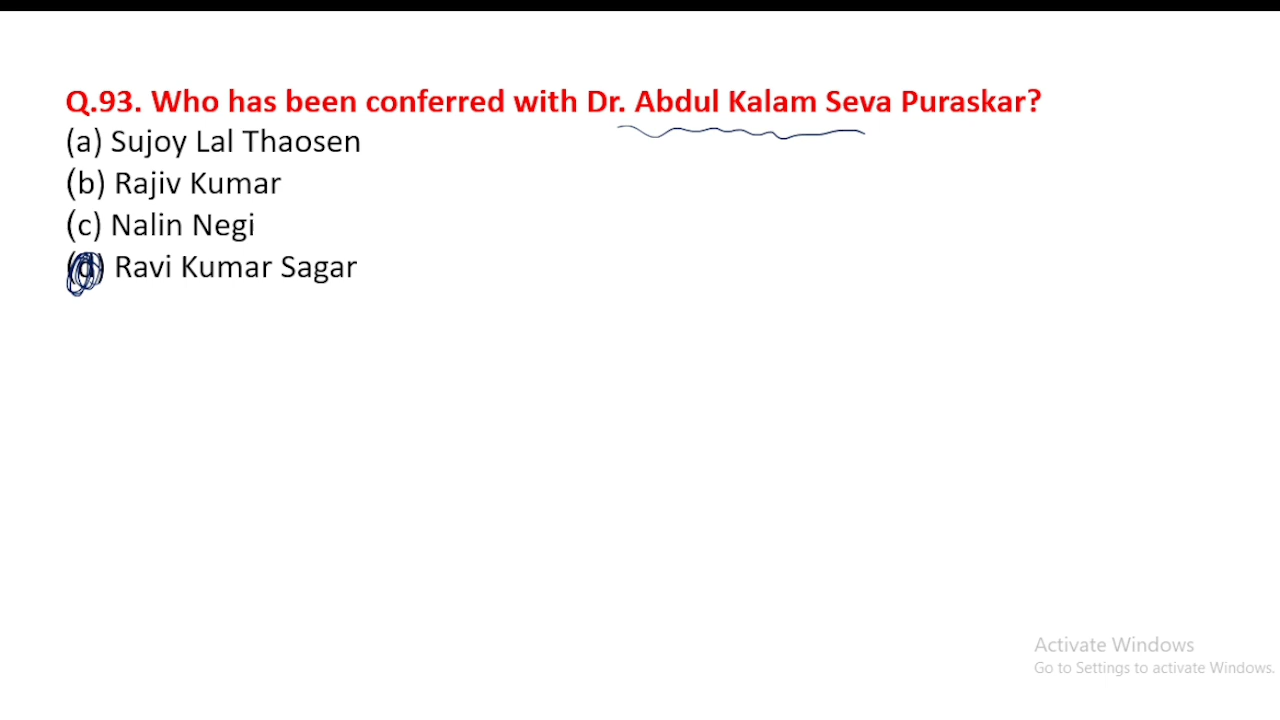 Q.93. Who has been conferred with Dr. Abdul Kalam Seva Puraskar?
(a) Sujoy Lal Thaosen
(b) Rajiv Kumar
(c) Nalin Negi
(d) Ravi Kumar Sagar
Activate Windows
Go to Settings to activate Windows.